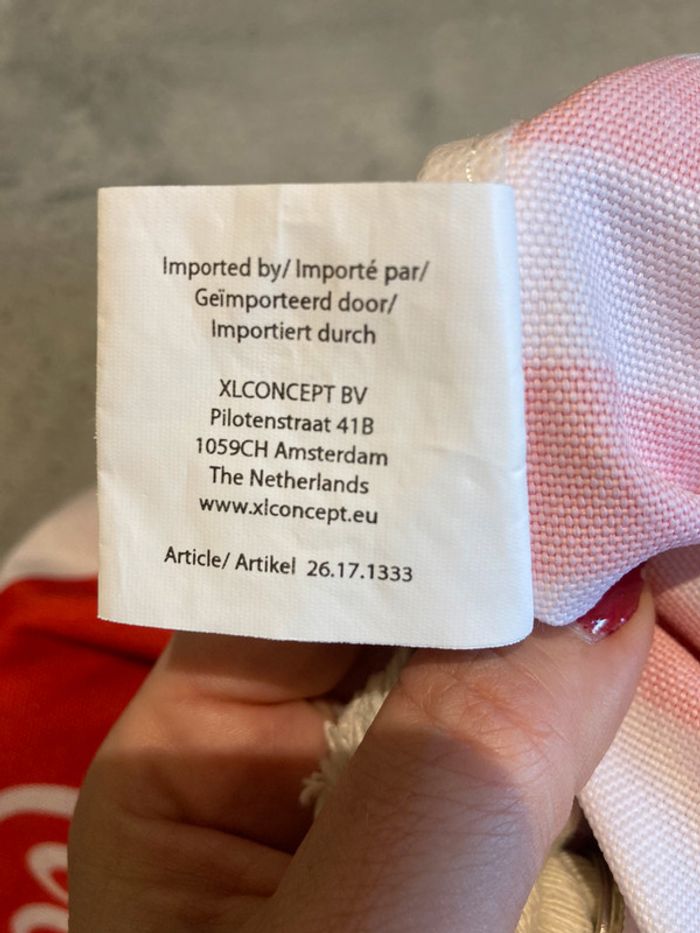 Imported by/ Importé par/
Geïmporteerd door/
Importiert durch
XLCONCEPT BV
Pilotenstraat 41B
1059CH Amsterdam
The Netherlands
www.xlconcept.eu
Article/ Artikel 26.17.1333